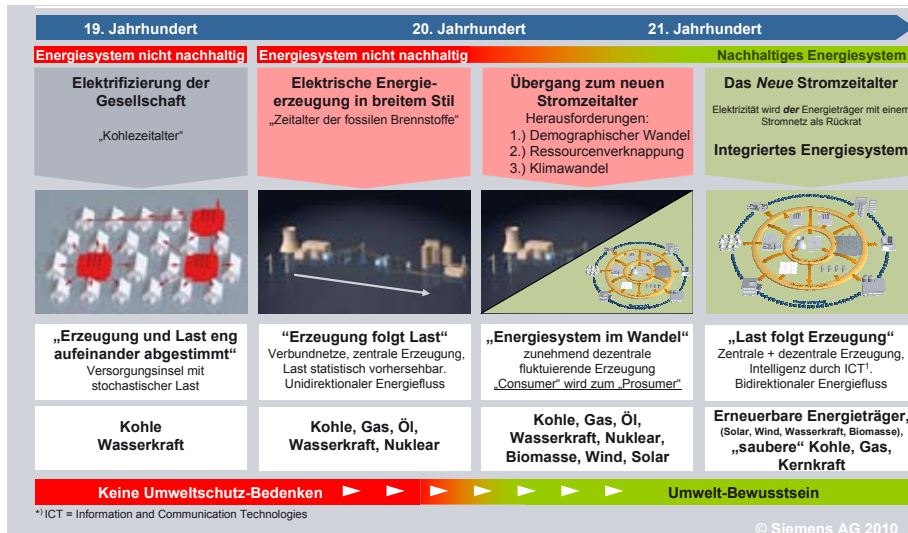 19. Jahrhundert
20. Jahrhundert
21. Jahrhundert
Energiesystem nicht nachhaltig
Energiesystem nicht nachhaltig
Nachhaltiges Energiesystem
Elektrifizierung der
Gesellschaft
„Kohlezeitalter“
Elektrische Energie-
erzeugung in breitem Stil
„Zeitalter der fossilen Brennstoffe“
Übergang zum neuen
Stromzeitalter
Herausforderungen:
1.) Demographischer Wandel
2.) Ressourcenverknappung
3.) Klimawandel
Das Neue Stromzeitalter
Elektrizität wird der Energieträger mit einem
Stromnetz als Rückrat
Integriertes Energiesystem
„Erzeugung und Last eng
aufeinander abgestimmt“
Versorgungsinsel mit
stochastischer Last
“Erzeugung folgt Last“
Verbundnetze, zentrale Erzeugung,
Last statistisch vorhersehbar.
Unidirektionaler Energiefluss
„Energiesystem im Wandel“
zunehmend dezentrale
fluktuierende Erzeugung
„Consumer“ wird zum „Prosumer“
„Last folgt Erzeugung“
Zentrale + dezentrale Erzeugung,
Intelligenz durch ICT¹.
Bidirektionaler Energiefluss
Kohle
Wasserkraft
Kohle, Gas, Öl,
Wasserkraft, Nuklear
Kohle, Gas, Öl,
Wasserkraft, Nuklear,
Biomasse, Wind, Solar
Erneuerbare Energieträger,
(Solar, Wind, Wasserkraft, Biomasse),
„saubere“ Kohle, Gas,
Kernkraft
Keine Umweltschutz-Bedenken
Umwelt-Bewusstsein
*) ICT = Information and Communication Technologies
© Siemens AG 2010